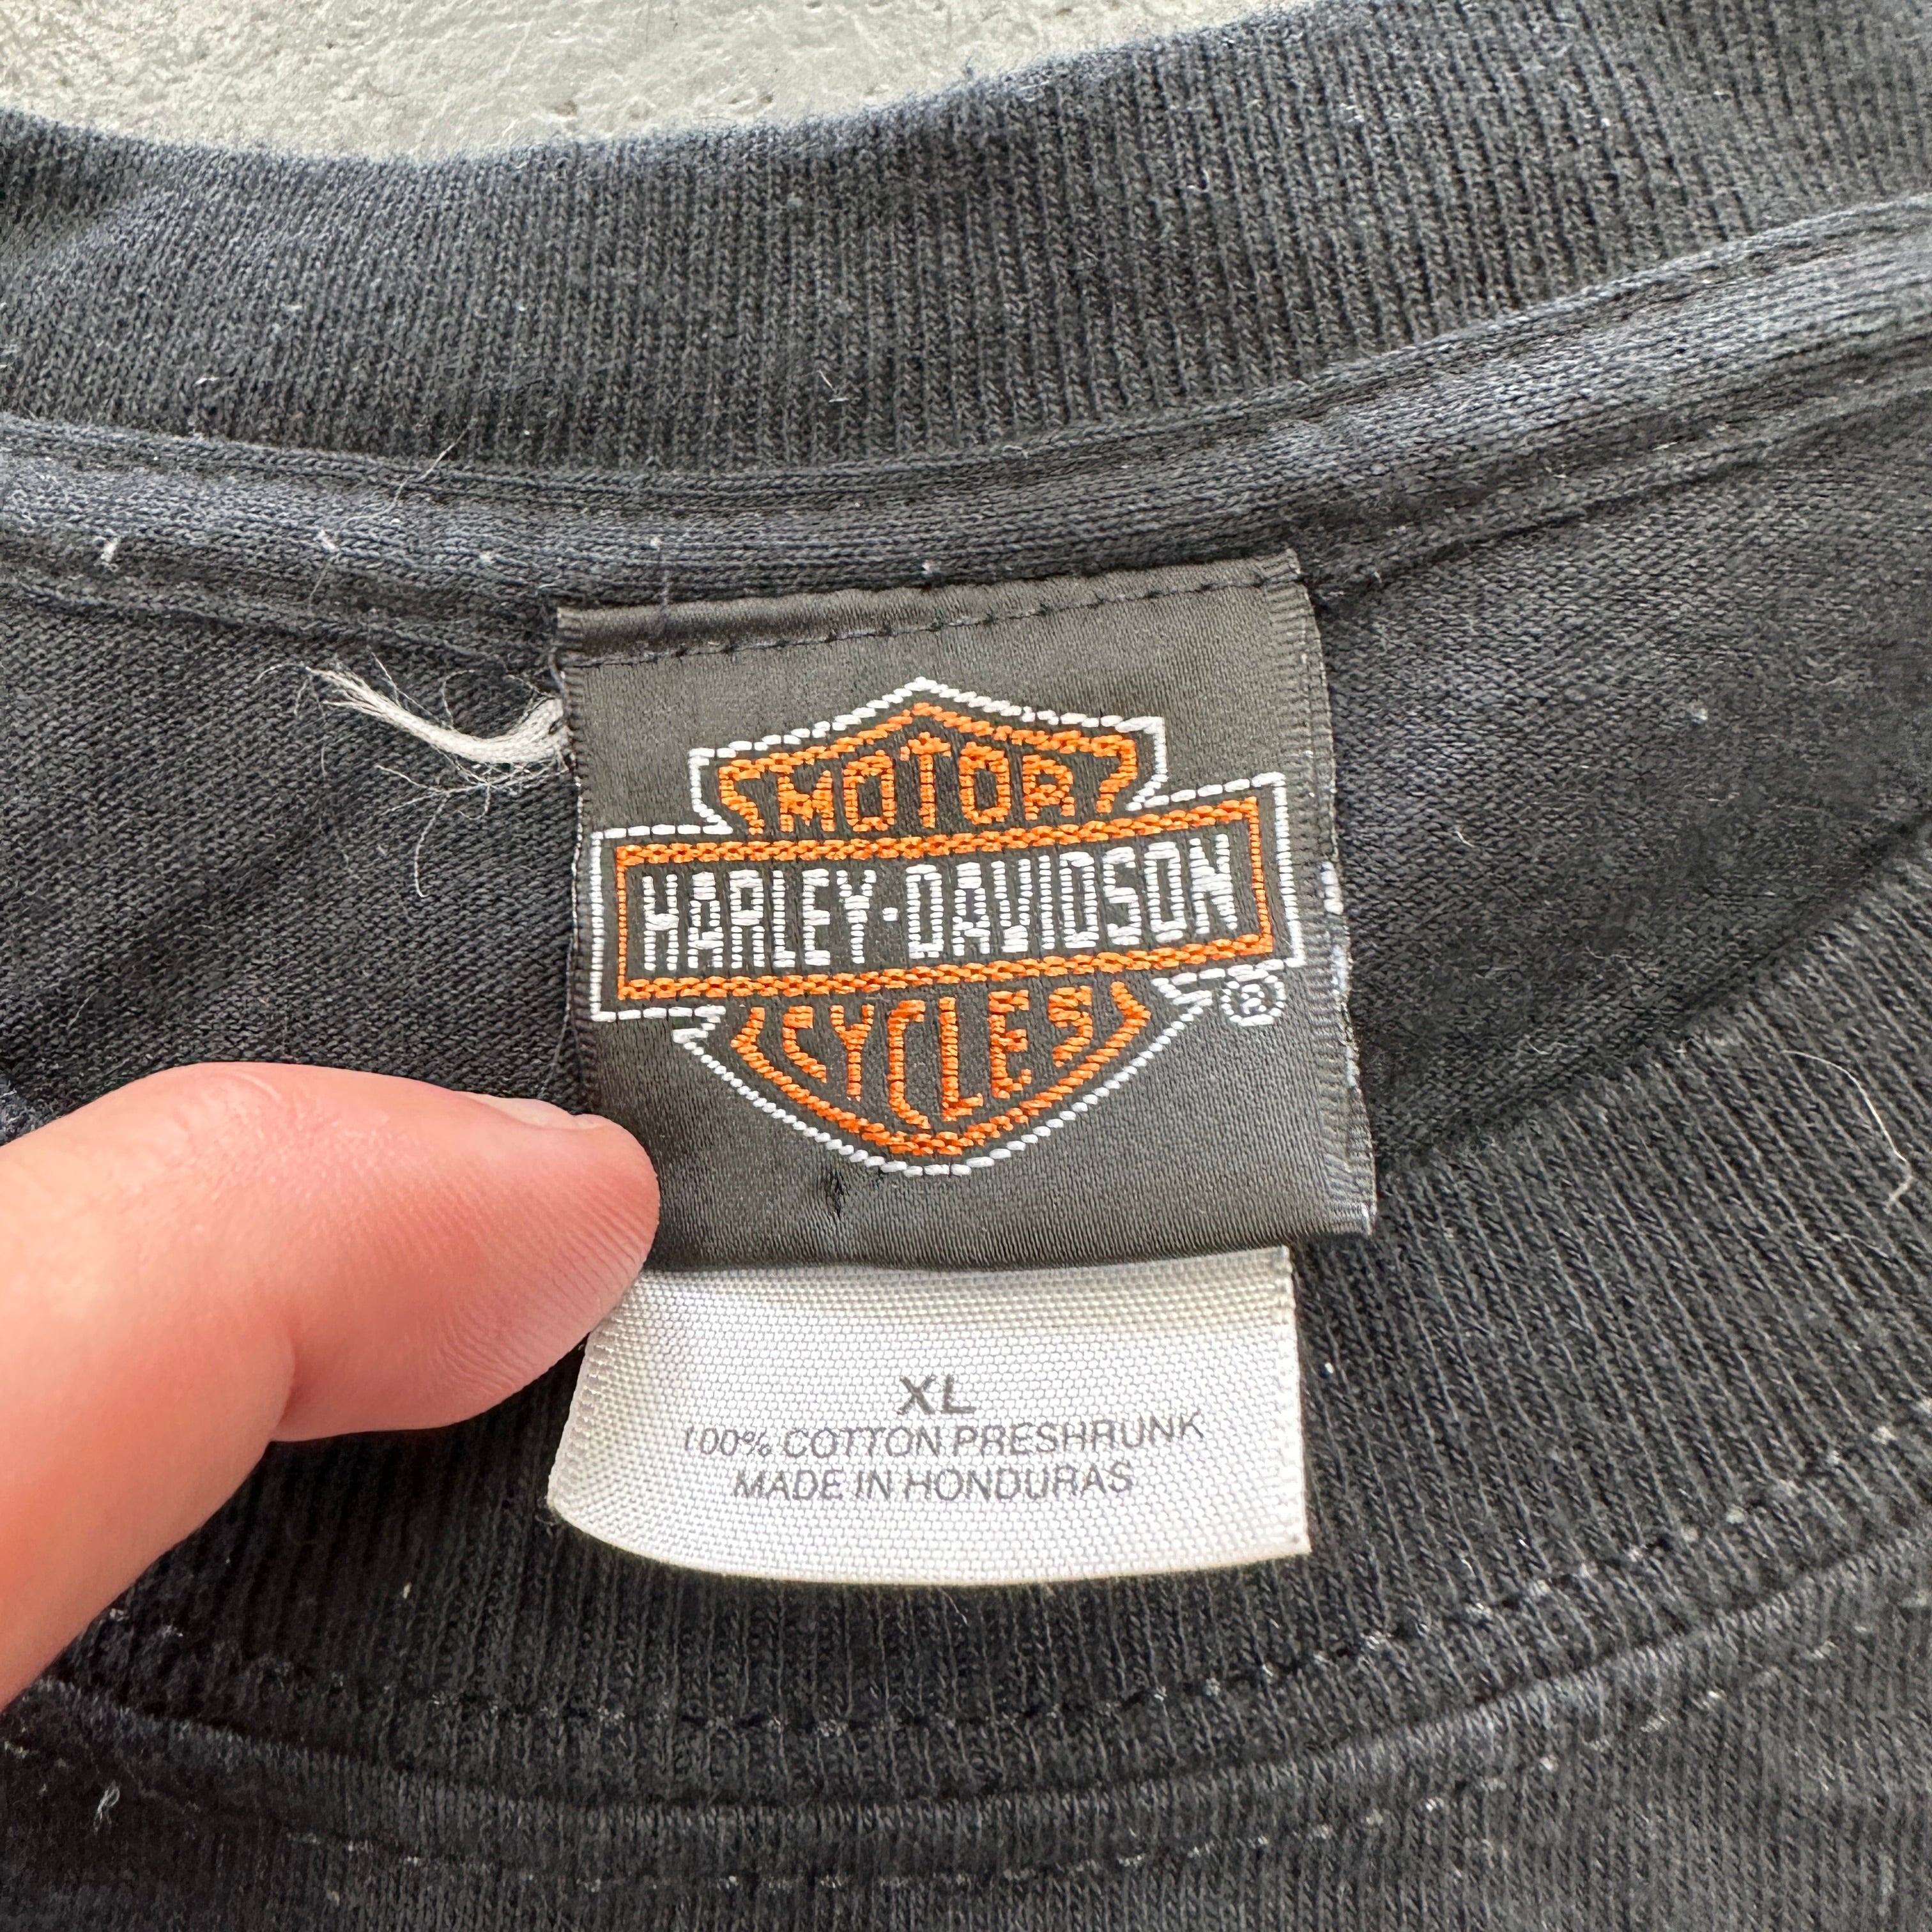 MOTOR
HARLEY-DAVIDSON
CYCLES
®
XL
100% COTTON PRESHRUNK
MADE IN HONDURAS